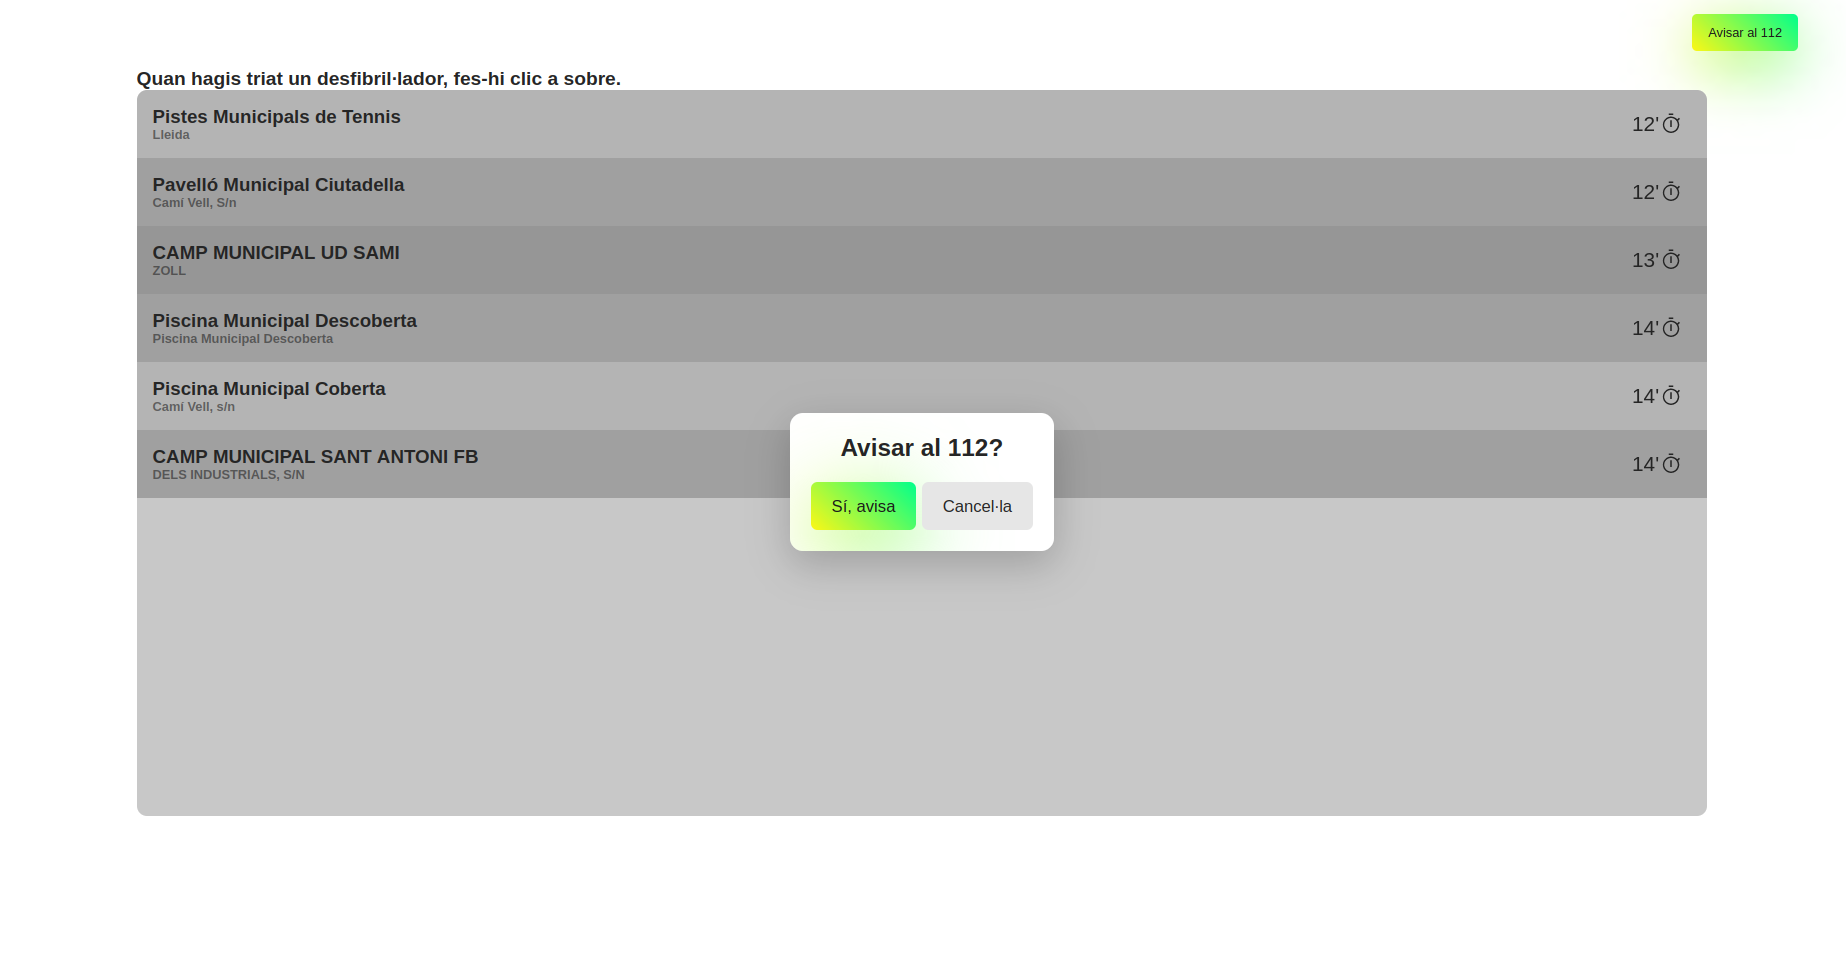 Avisar al 112
Quan hagis triat un desfibril·lador, fes-hi clic a sobre.
Pistes Municipals de Tennis
Lleida
12'
Pavelló Municipal Ciutadella
Camí Vell, S/n
12'
CAMP MUNICIPAL UD SAMI
ZOLL
13'
Piscina Municipal Descoberta
Piscina Municipal Descoberta
14'
Piscina Municipal Coberta
Camí Vell, s/n
14'
CAMP MUNICIPAL SANT ANTONI FB
DELS INDUSTRIALS, S/N
14'
Avisar al 112?
Sí, avisa
Cancel·la